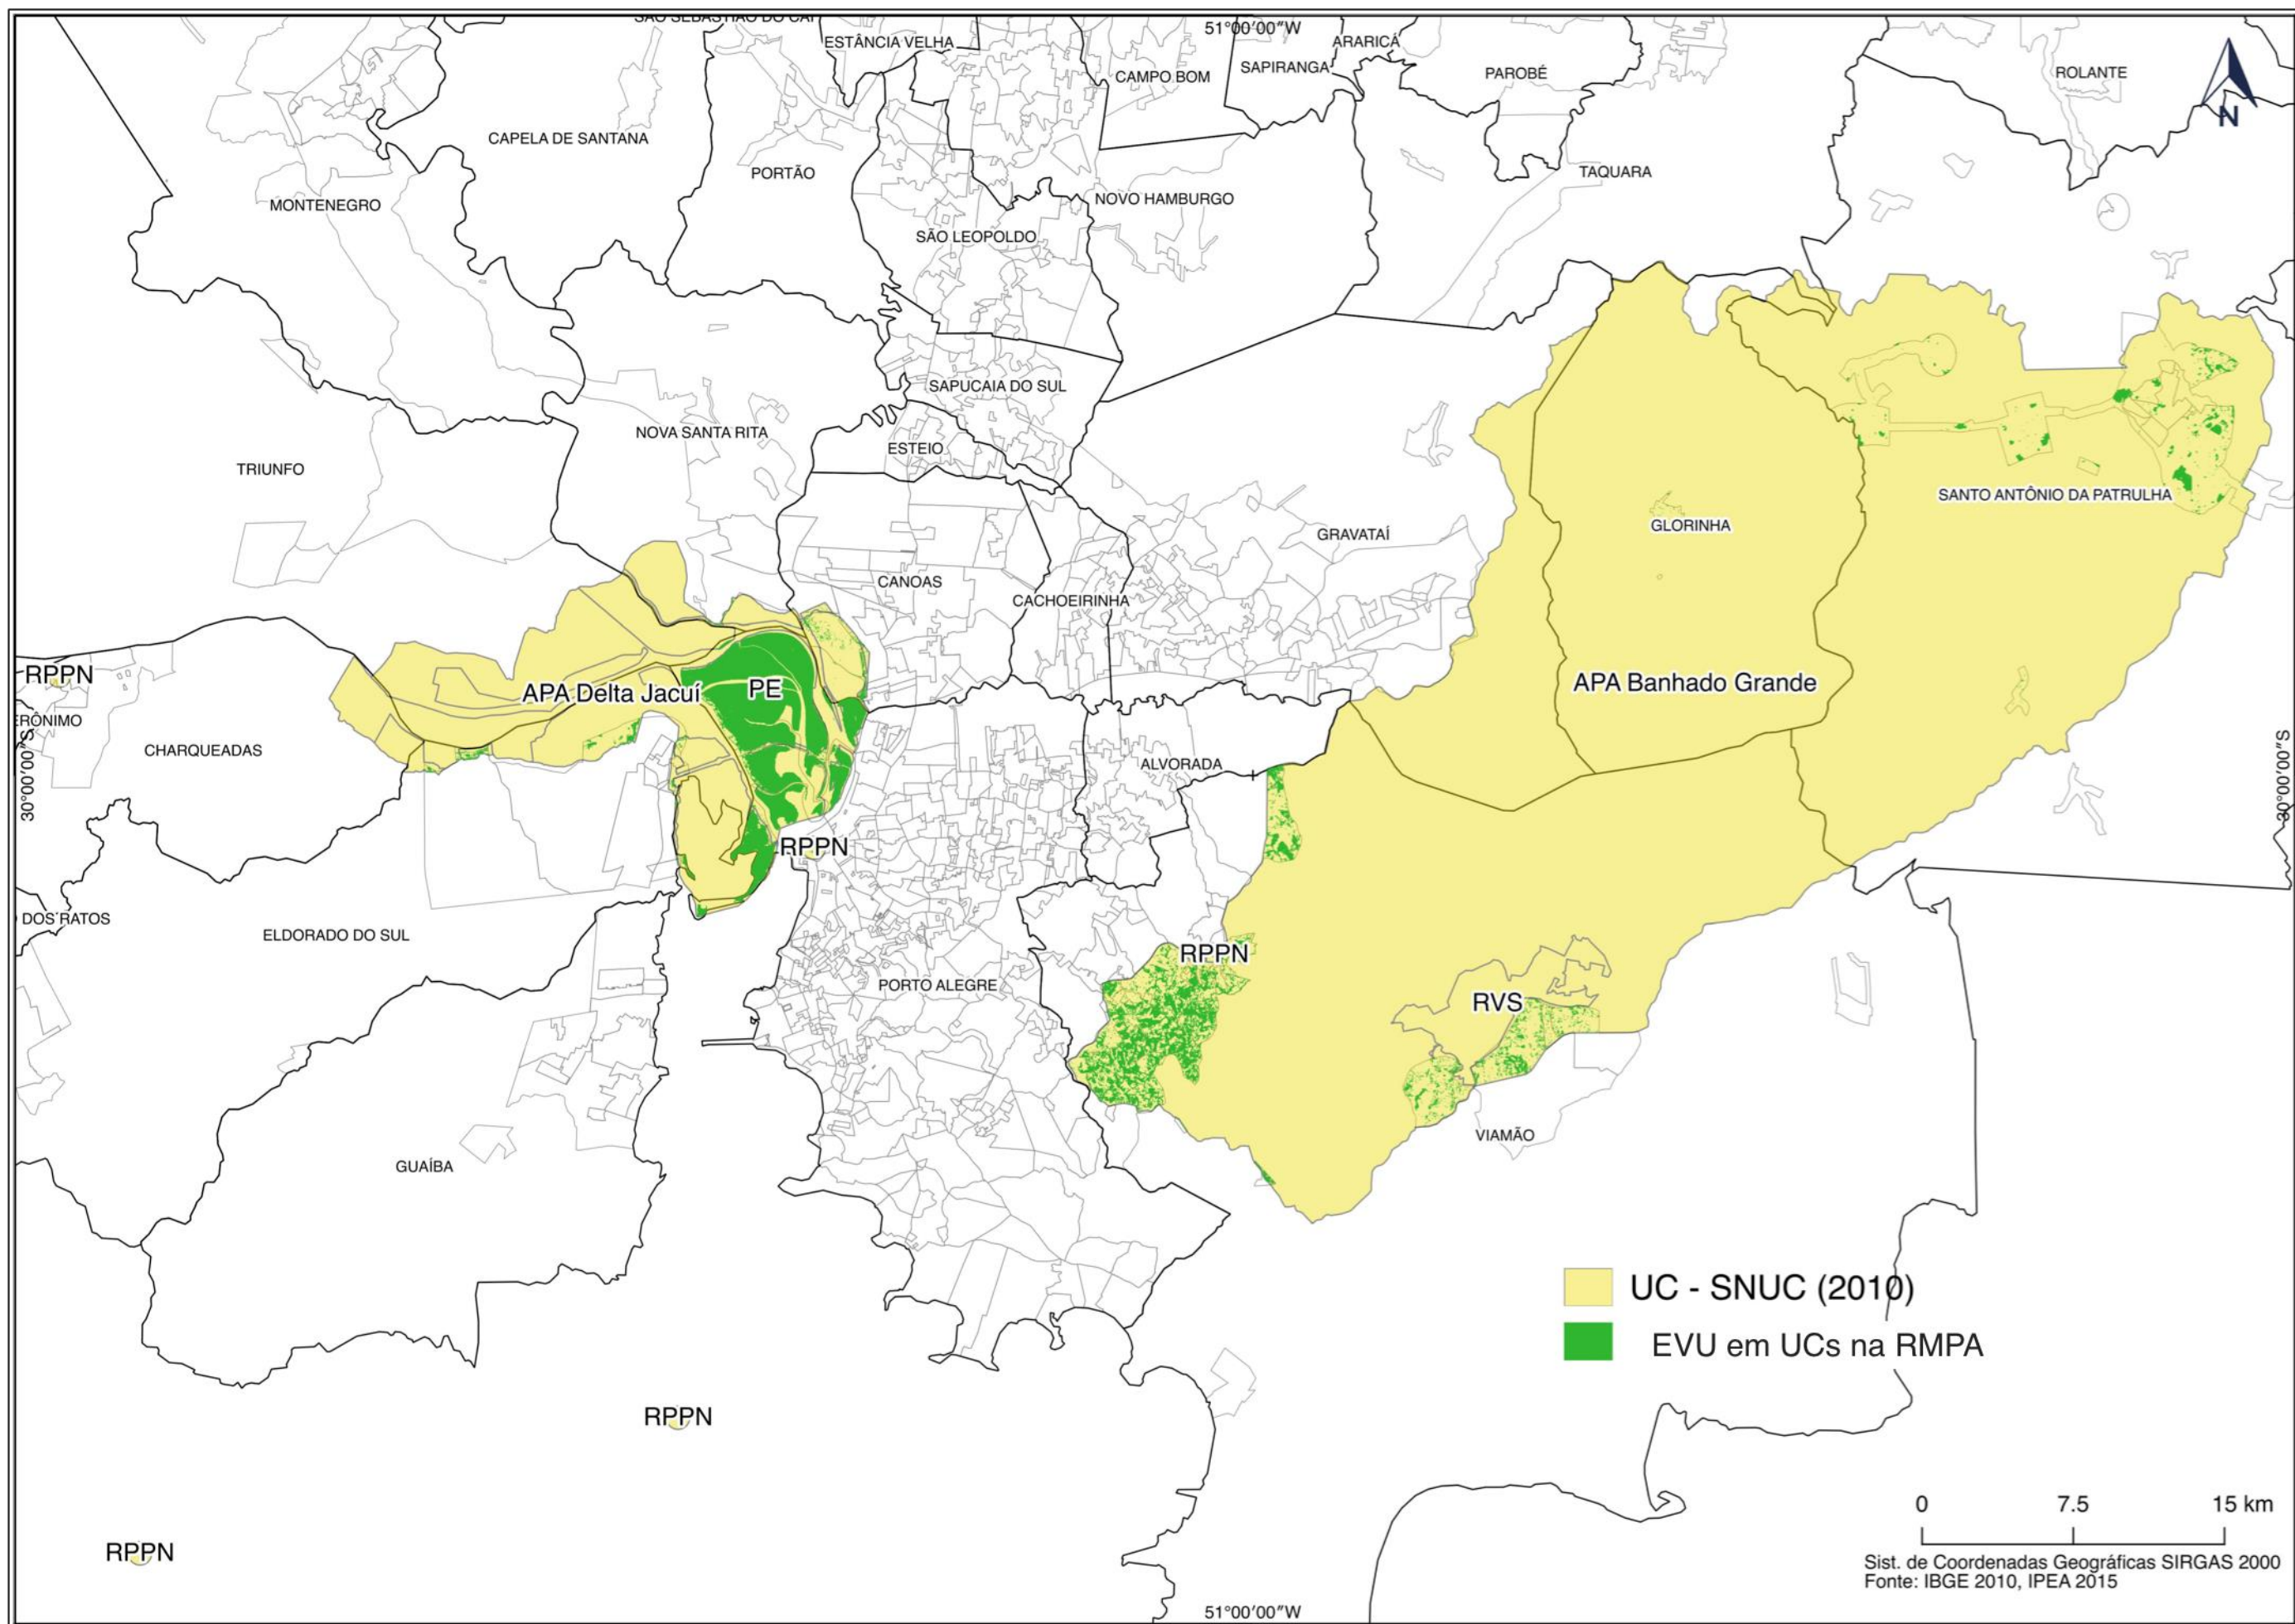 51°00′00″W
ESTÂNCIA VELHA
ARARICÁ
SAPIRANGA
CAMPO BOM
PAROBÉ
ROLANTE
N
CAPELA DE SANTANA
PORTÃO
TAQUARA
MONTENEGRO
NOVO HAMBURGO
SÃO LEOPOLDO
SAPUCAIA DO SUL
NOVA SANTA RITA
ESTEIO
TRIUNFO
SANTO ANTÔNIO DA PATRULHA
GLORINHA
GRAVATAÍ
CANOAS
CACHOEIRINHA
RPPN
APA Delta Jacuí
PE
APA Banhado Grande
ERÔNIMO
CHARQUEADAS
30°00′00″S
ALVORADA
30°00′00″S
RPPN
DOS RATOS
ELDORADO DO SUL
RPPN
PORTO ALEGRE
RVS
VIAMÃO
GUAÍBA
UC - SNUC (2010)
EVU em UCs na RMPA
RPPN
0 7.5 15 km
RPPN
Sist. de Coordenadas Geográficas SIRGAS 2000
Fonte: IBGE 2010, IPEA 2015
51°00′00″W